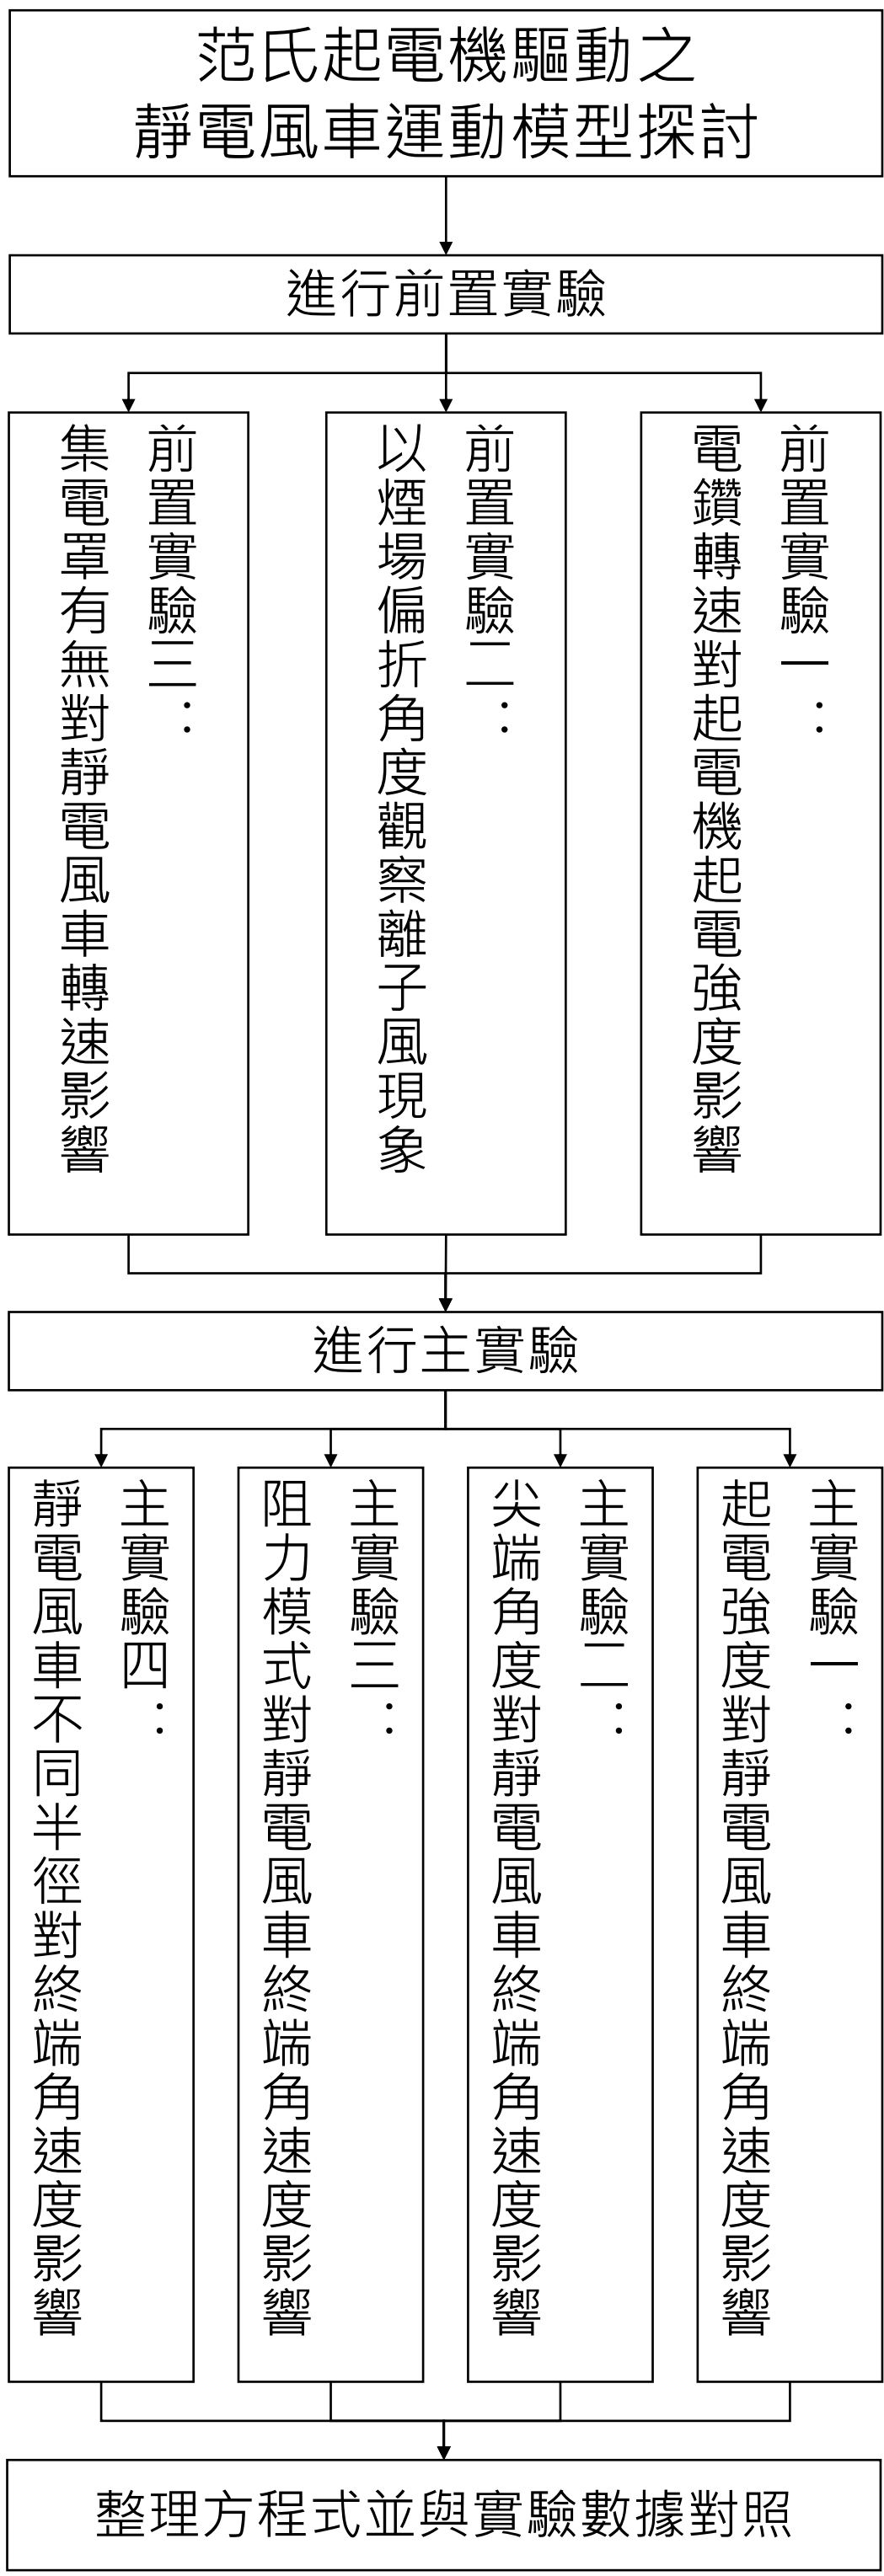 范氏起電機驅動之
靜電風車運動模型探討
進行前置實驗
前置實驗一：
電鑽轉速對起電機起電強度影響
前置實驗二：
以煙場偏折角度觀察離子風現象
前置實驗三：
集電罩有無對靜電風車轉速影響
進行主實驗
主實驗一：
起電強度對靜電風車終端角速度影響
主實驗二：
尖端角度對靜電風車終端角速度影響
主實驗三：
阻力模式對靜電風車終端角速度影響
主實驗四：
靜電風車不同半徑對終端角速度影響
整理方程式並與實驗數據對照